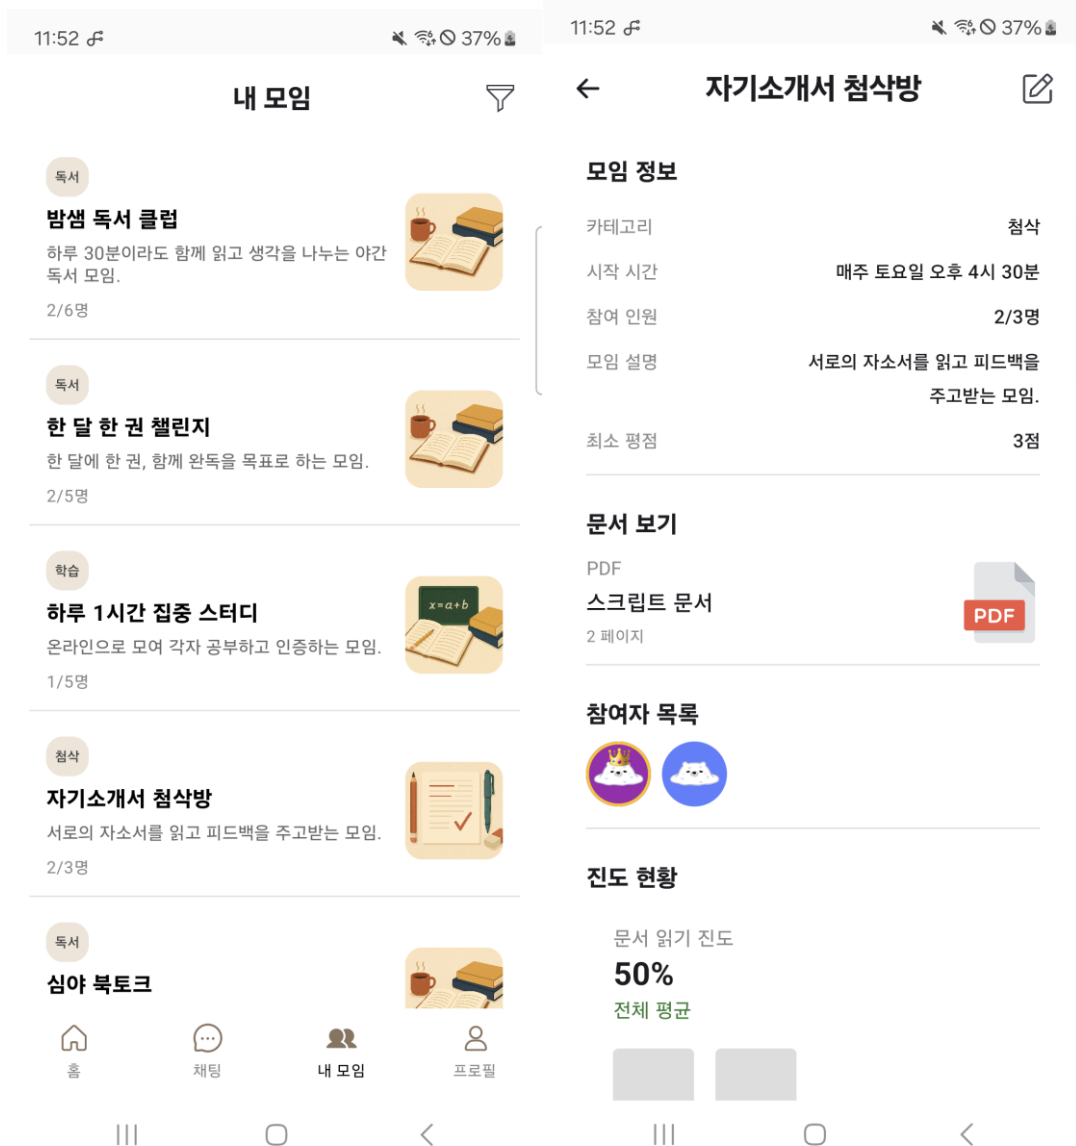 11:52
37%
내 모임
독서
밤샘 독서 클럽
하루 30분이라도 함께 읽고 생각을 나누는 야간
독서 모임.
2/6명
독서
한 달 한 권 챌린지
한 달에 한 권, 함께 완독을 목표로 하는 모임.
2/5명
학습
하루 1시간 집중 스터디
온라인으로 모여 각자 공부하고 인증하는 모임.
1/5명
x=a+b
첨삭
자기소개서 첨삭방
서로의 자소서를 읽고 피드백을 주고받는 모임.
2/3명
독서
심야 북토크
홈
채팅
내 모임
프로필
11:52
37%
자기소개서 첨삭방
모임 정보
카테고리 첨삭
시작 시간 매주 토요일 오후 4시 30분
참여 인원 2/3명
모임 설명 서로의 자소서를 읽고 피드백을
주고받는 모임.
최소 평점 3점
문서 보기
PDF
스크립트 문서
2 페이지
PDF
참여자 목록
진도 현황
문서 읽기 진도
50%
전체 평균